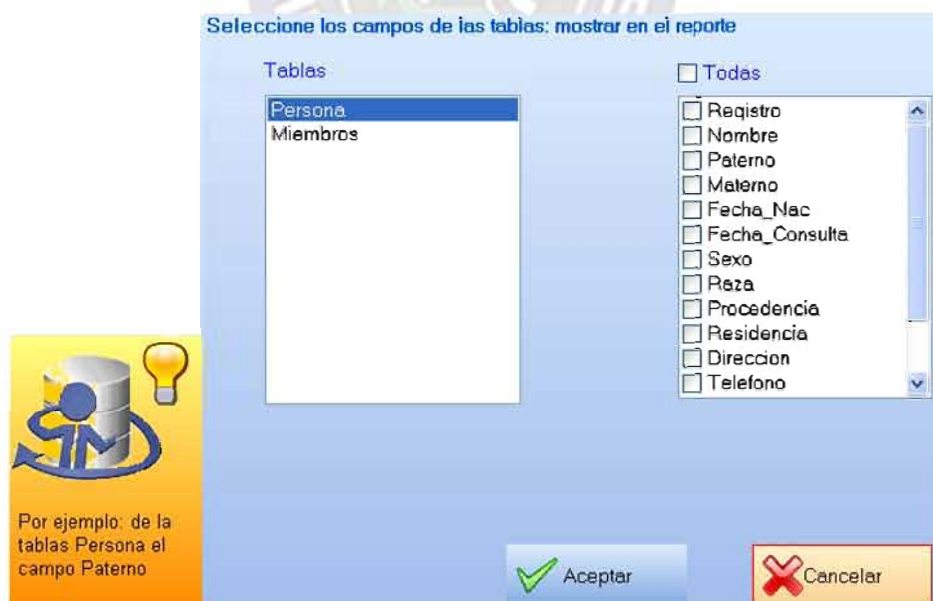 Seleccione los campos de las tablas: mostrar en el reporte
Tablas
Todas
Persona
Miembros
Registro
Nombre
Paterno
Materno
Fecha_Nac
Fecha_Consulta
Sexo
Raza
Procedencia
Residencia
Direccion
Telefono
Por ejemplo: de la
tablas Persona el
campo Paterno
Aceptar
Cancelar